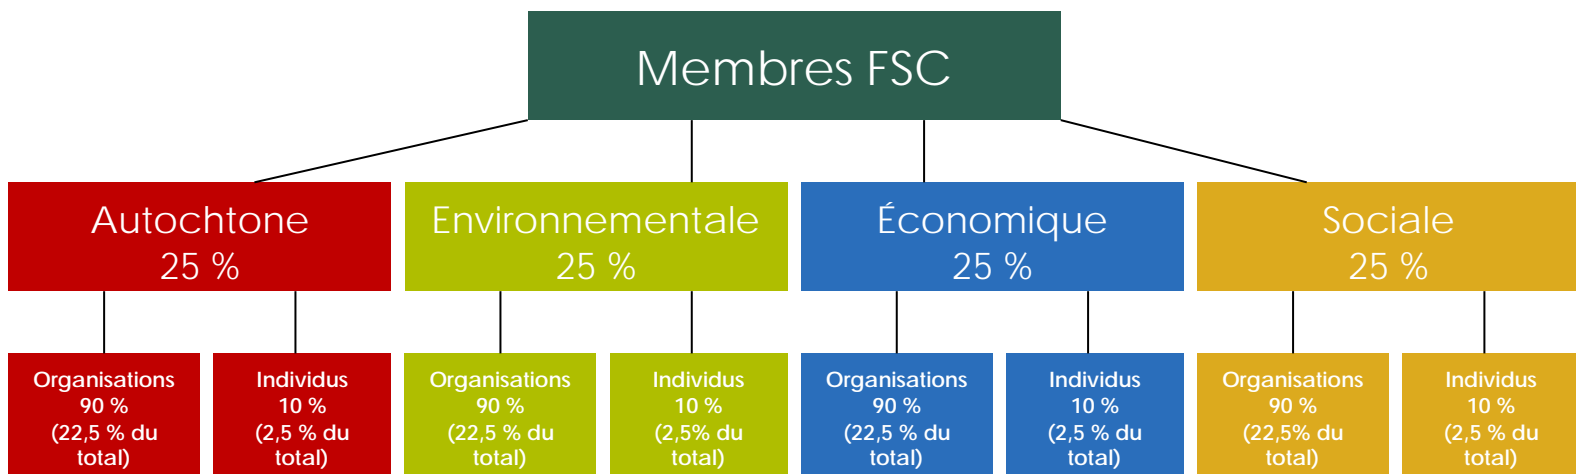 Membres FSC
Autochtone
25 %
Environnementale
25 %
Économique
25 %
Sociale
25 %
Organisations
90 %
(22,5 % du
total)
Individus
10 %
(2,5 % du
total)
Organisations
90 %
(22,5 % du
total)
Individus
10 %
(2,5% du
total)
Organisations
90 %
(22,5 % du
total)
Individus
10 %
(2,5 % du
total)
Organisations
90 %
(22,5% du
total)
Individus
10 %
(2,5 % du
total)